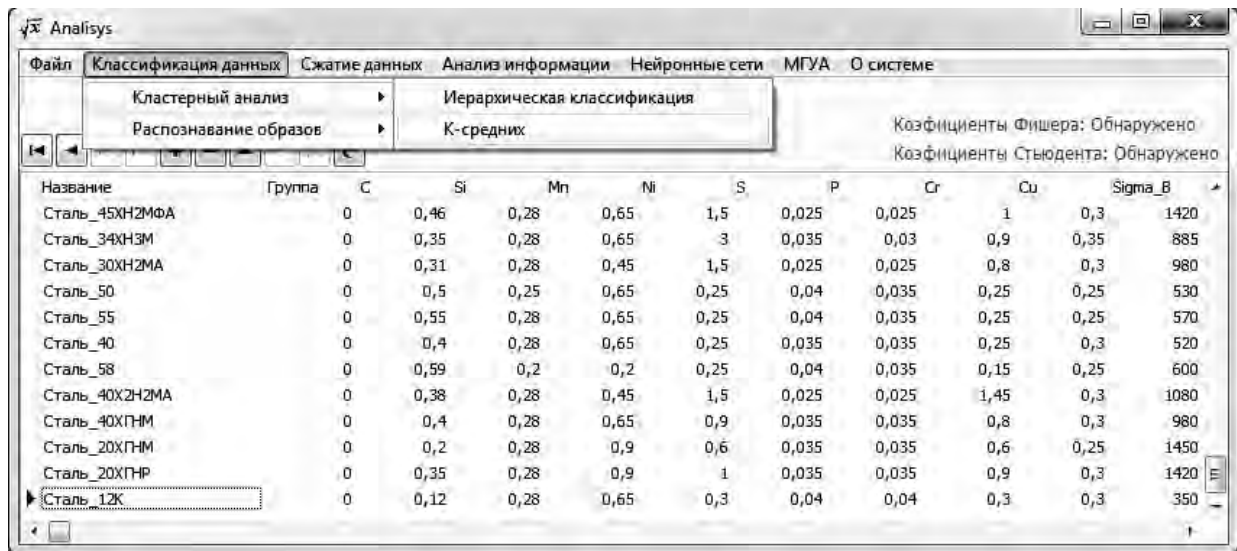 √x Analisys
Файл Классификация данных Сжатие данных Анализ информации Нейронные сети МГУА О системе
Кластерный анализ Иерархическая классификация
Распознавание образов К-средних
Коэфициенты Фишера: Обнаружено
Коэфициенты Стьюдента: Обнаружено
Название Группа C Si Mn Ni S P Cr Cu Sigma_B
Сталь_45ХН2МФА 0 0,46 0,28 0,65 1,5 0,025 0,025 1 0,3 1420
Сталь_34ХН3М 0 0,35 0,28 0,65 3 0,035 0,03 0,9 0,35 885
Сталь_30ХН2МА 0 0,31 0,28 0,45 1,5 0,025 0,025 0,8 0,3 980
Сталь_50 0 0,5 0,25 0,65 0,25 0,04 0,035 0,25 0,25 530
Сталь_55 0 0,55 0,28 0,65 0,25 0,04 0,035 0,25 0,25 570
Сталь_40 0 0,4 0,28 0,65 0,25 0,035 0,035 0,25 0,3 520
Сталь_58 0 0,59 0,2 0,2 0,25 0,04 0,035 0,15 0,25 600
Сталь_40Х2Н2МА 0 0,38 0,28 0,45 1,5 0,025 0,025 1,45 0,3 1080
Сталь_40ХГНМ 0 0,4 0,28 0,65 0,9 0,035 0,035 0,8 0,3 980
Сталь_20ХГНМ 0 0,2 0,28 0,9 0,6 0,035 0,035 0,6 0,25 1450
Сталь_20ХГНР 0 0,35 0,28 0,9 1 0,035 0,035 0,9 0,3 1420
Сталь_12К 0 0,12 0,28 0,65 0,3 0,04 0,04 0,3 0,3 350